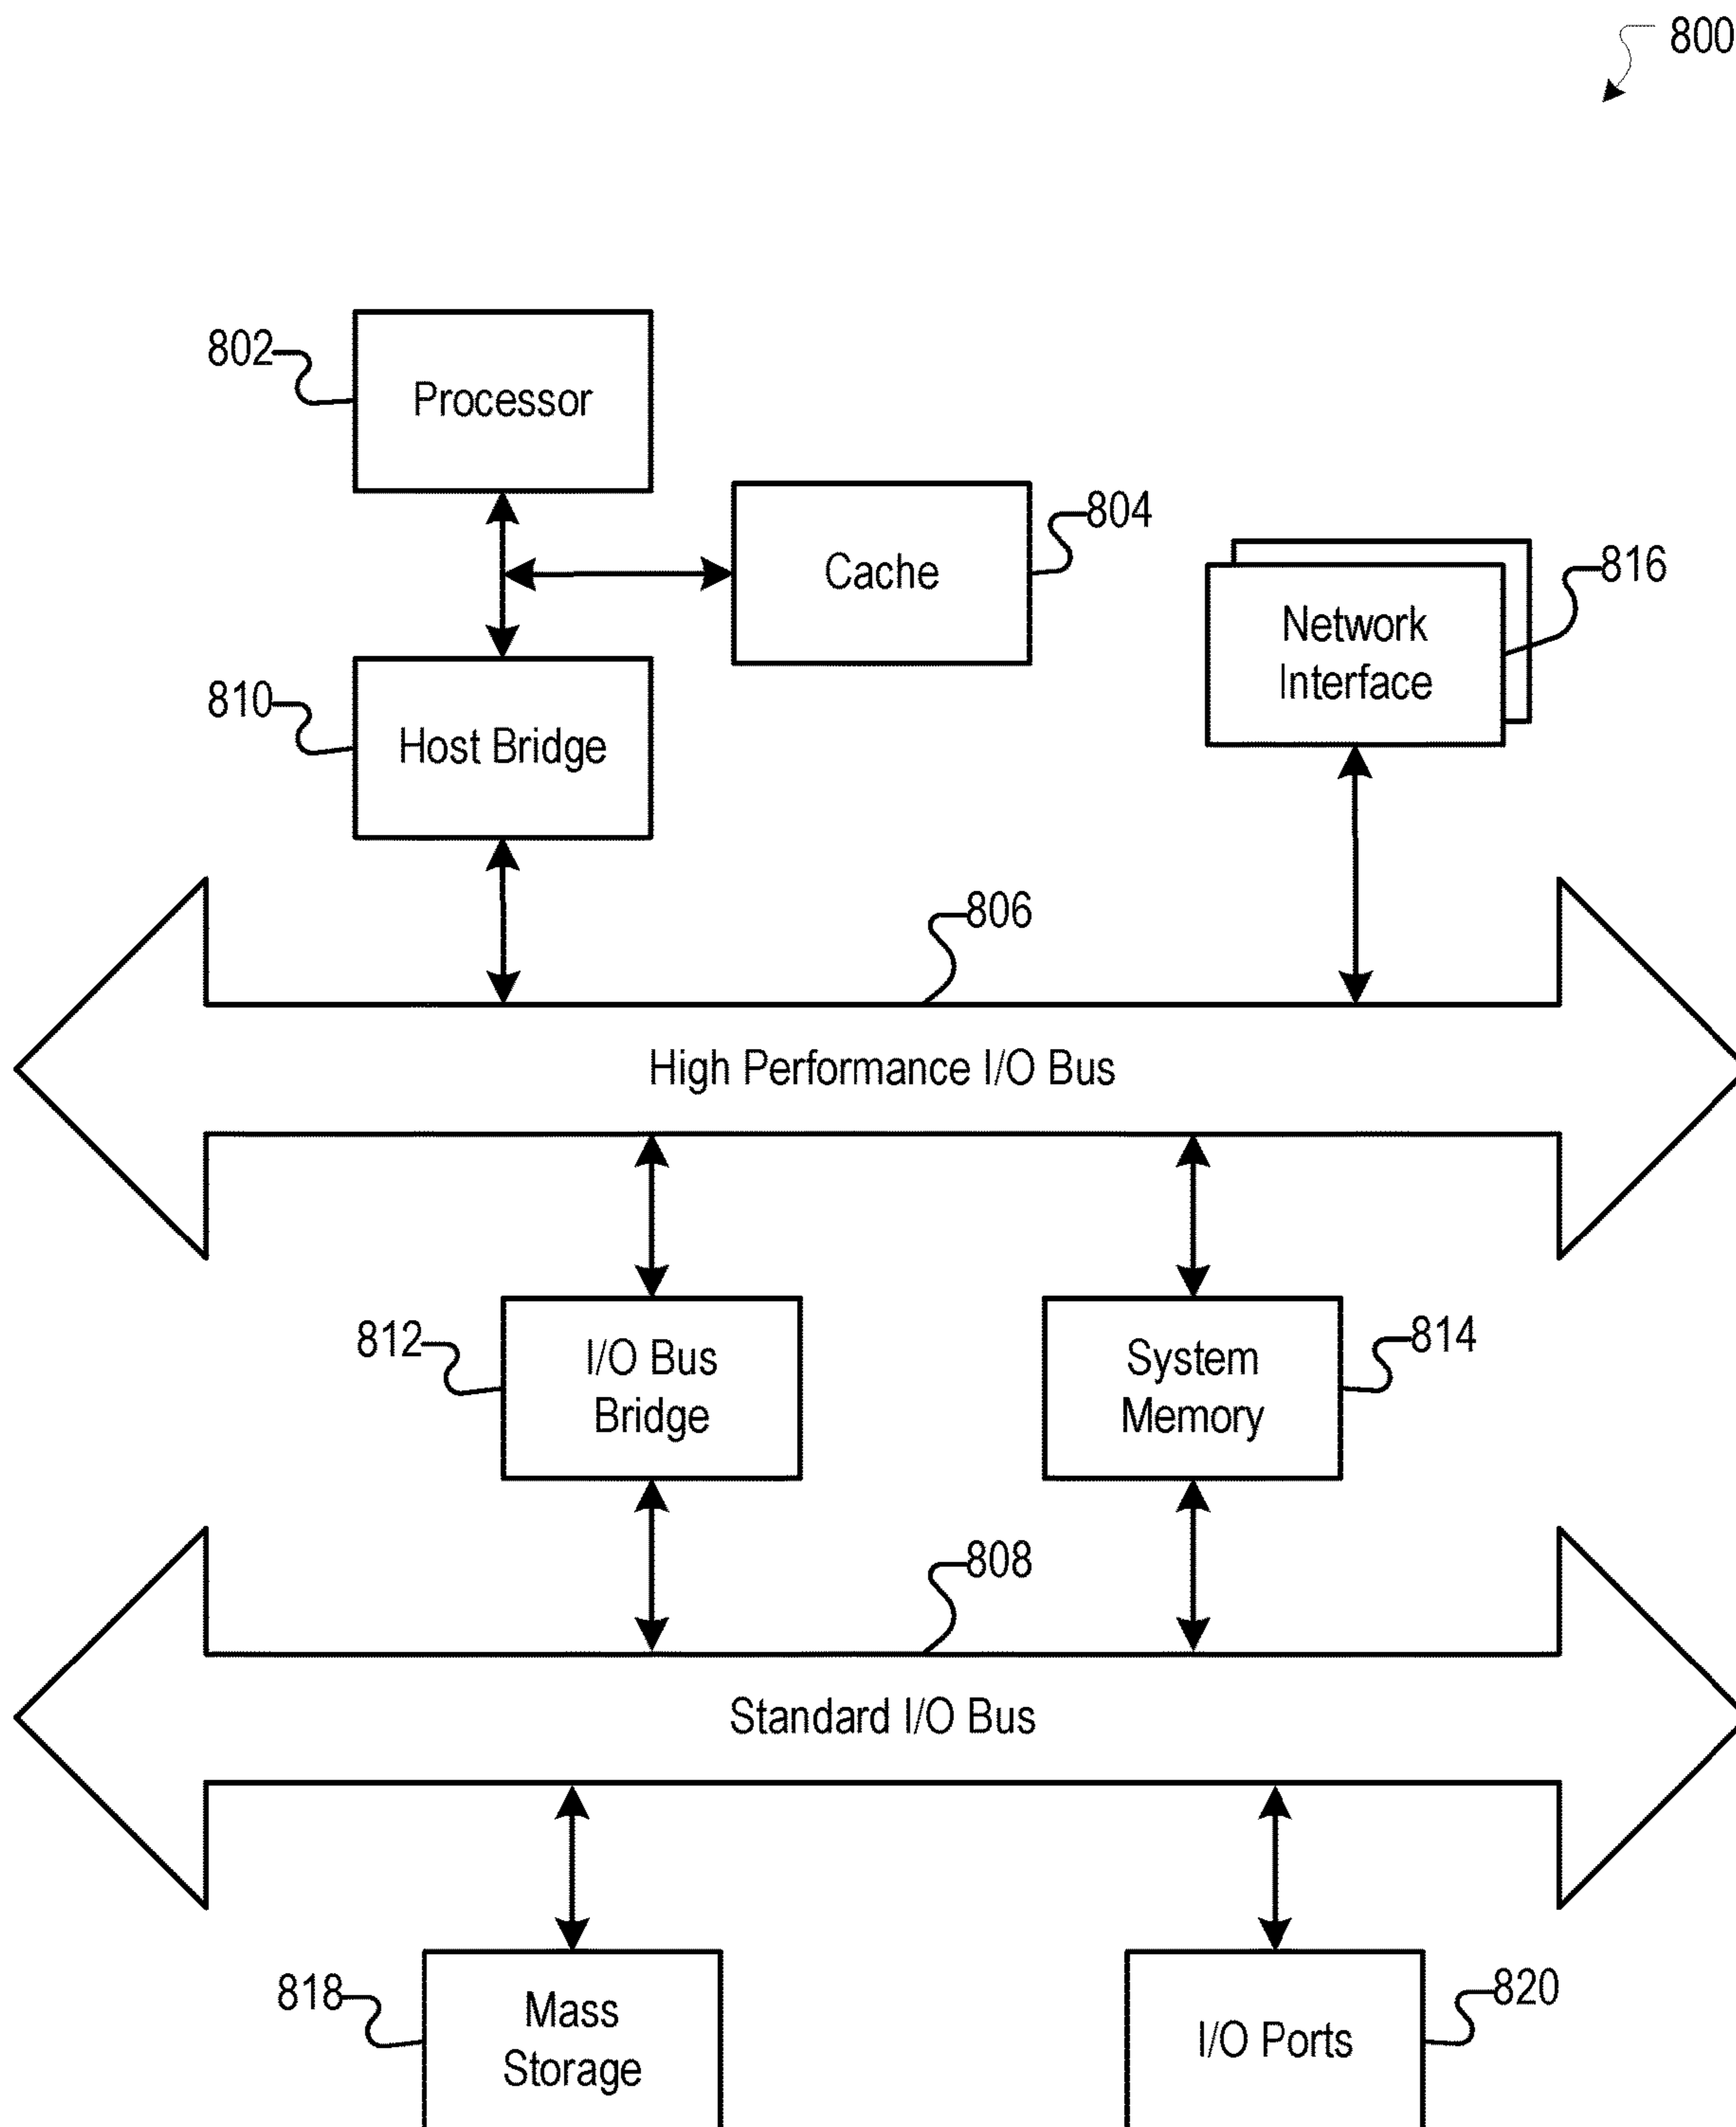 800
802
Processor
804
Cache
816
Network
Interface
810
Host Bridge
806
High Performance I/O Bus
812
I/O Bus
Bridge
814
System
Memory
808
Standard I/O Bus
818
Mass
Storage
820
I/O Ports